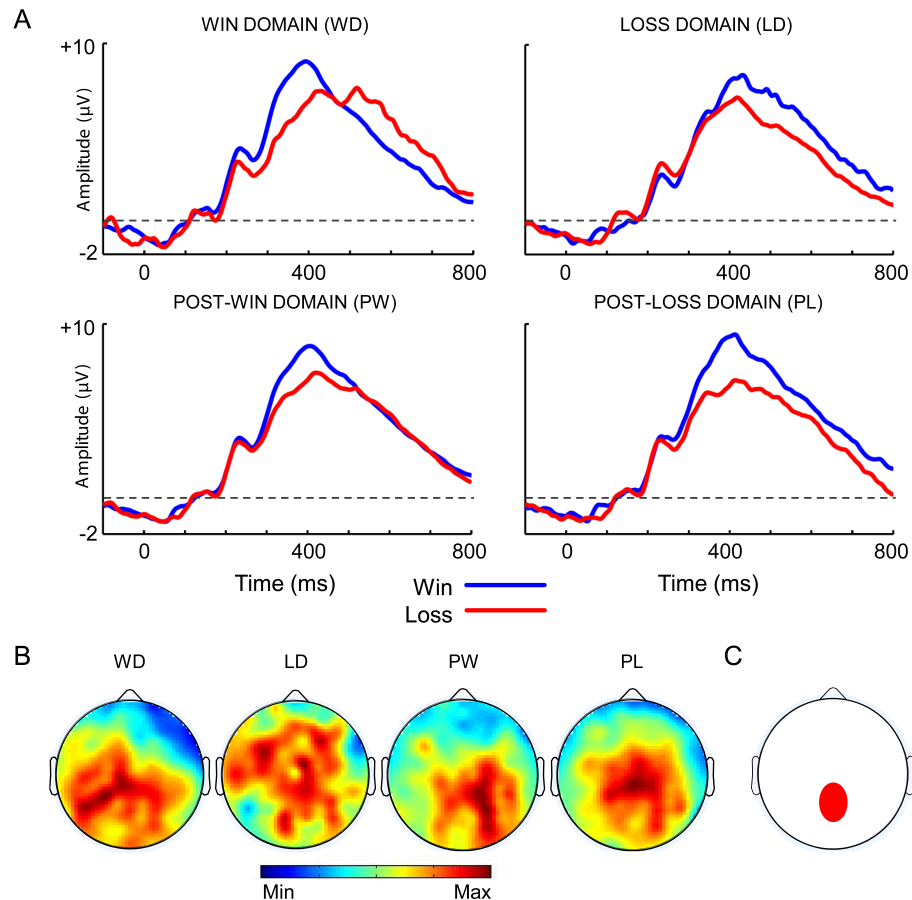 A
WIN DOMAIN (WD)
LOSS DOMAIN (LD)
+10
Amplitude (µV)
-2
0 400 800
0 400 800
POST-WIN DOMAIN (PW)
POST-LOSS DOMAIN (PL)
+10
Amplitude (µV)
-2
0 400 800
0 400 800
Time (ms)
Time (ms)
Win
Loss
B
WD LD PW PL
C
Min Max